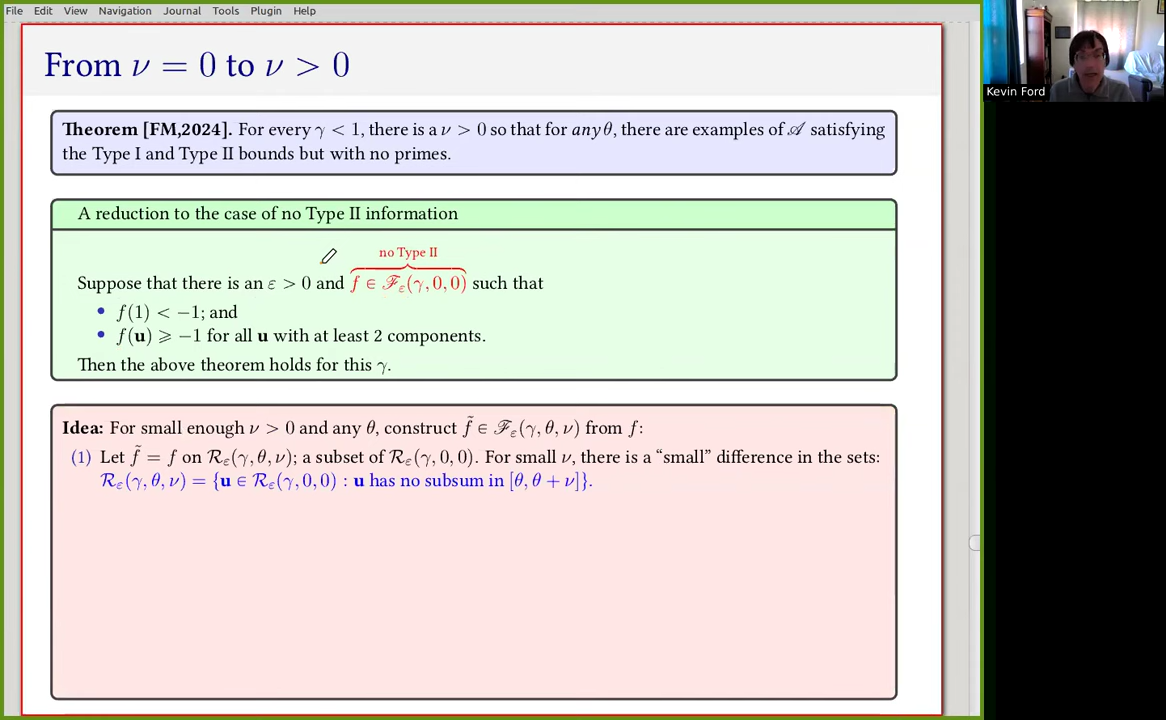 File Edit View Navigation Journal Tools Plugin Help
Kevin Ford
From ν = 0 to ν > 0
Theorem [FM,2024]. For every γ < 1, there is a ν > 0 so that for any θ, there are examples of 𝒜 satisfying
the Type I and Type II bounds but with no primes.
A reduction to the case of no Type II information
no Type II
Suppose that there is an ε > 0 and f ∈ ℱ_ε(γ, 0, 0) such that
• f(1) < −1; and
• f(𝐮) ⩾ −1 for all 𝐮 with at least 2 components.
Then the above theorem holds for this γ.
Idea: For small enough ν > 0 and any θ, construct f̃ ∈ ℱ_ε(γ, θ, ν) from f:
(1) Let f̃ = f on ℛ_ε(γ, θ, ν); a subset of ℛ_ε(γ, 0, 0). For small ν, there is a “small” difference in the sets:
ℛ_ε(γ, θ, ν) = {𝐮 ∈ ℛ_ε(γ, 0, 0) : 𝐮 has no subsum in [θ, θ + ν]}.